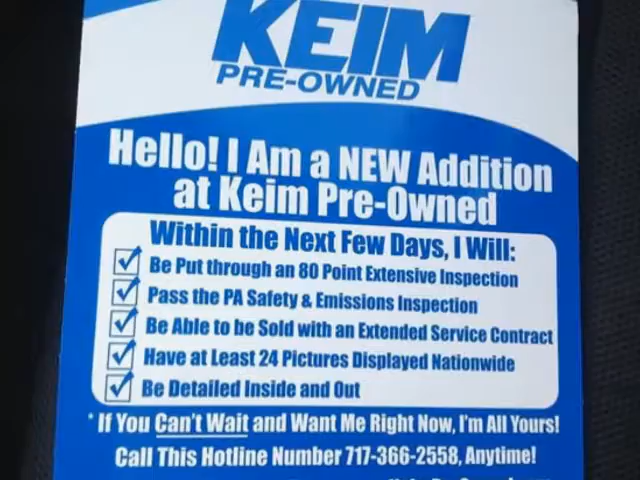 KEIM
PRE-OWNED
Hello! I Am a NEW Addition
at Keim Pre-Owned
Within the Next Few Days, I Will:
Be Put through an 80 Point Extensive Inspection
Pass the PA Safety & Emissions Inspection
Be Able to be Sold with an Extended Service Contract
Have at Least 24 Pictures Displayed Nationwide
Be Detailed Inside and Out
* If You Can't Wait and Want Me Right Now, I'm All Yours!
Call This Hotline Number 717-366-2558, Anytime!